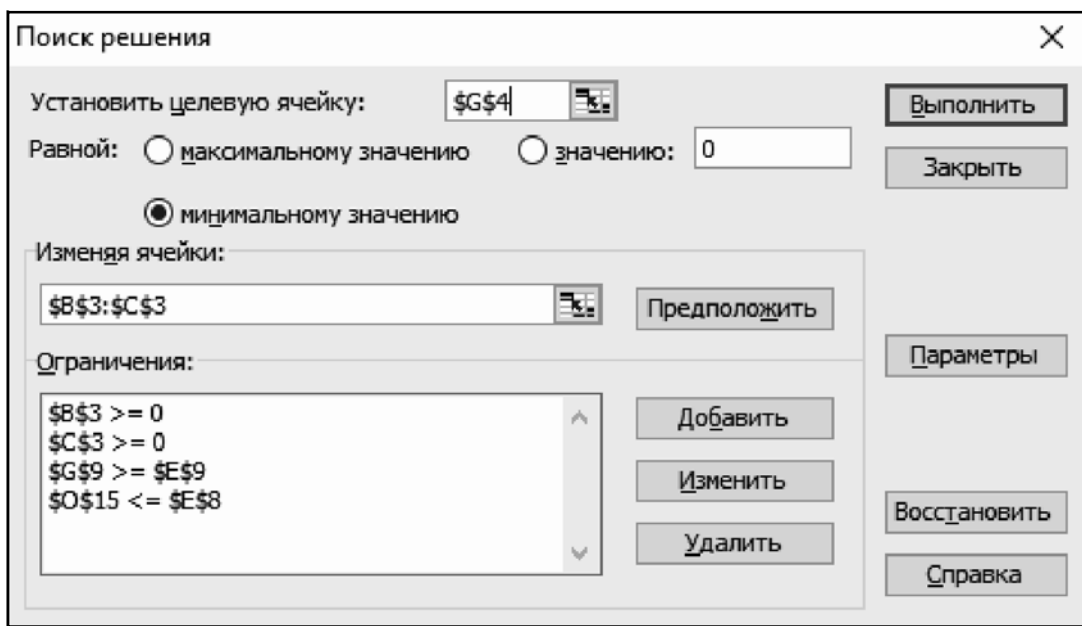 Поиск решения
Установить целевую ячейку: $G$4
Выполнить
Равной: максимальному значению значению: 0
Закрыть
минимальному значению
Изменяя ячейки:
$B$3:$C$3
Предположить
Параметры
Ограничения:
$B$3 >= 0
$C$3 >= 0
$G$9 >= $E$9
$O$15 <= $E$8
Добавить
Изменить
Удалить
Восстановить
Справка